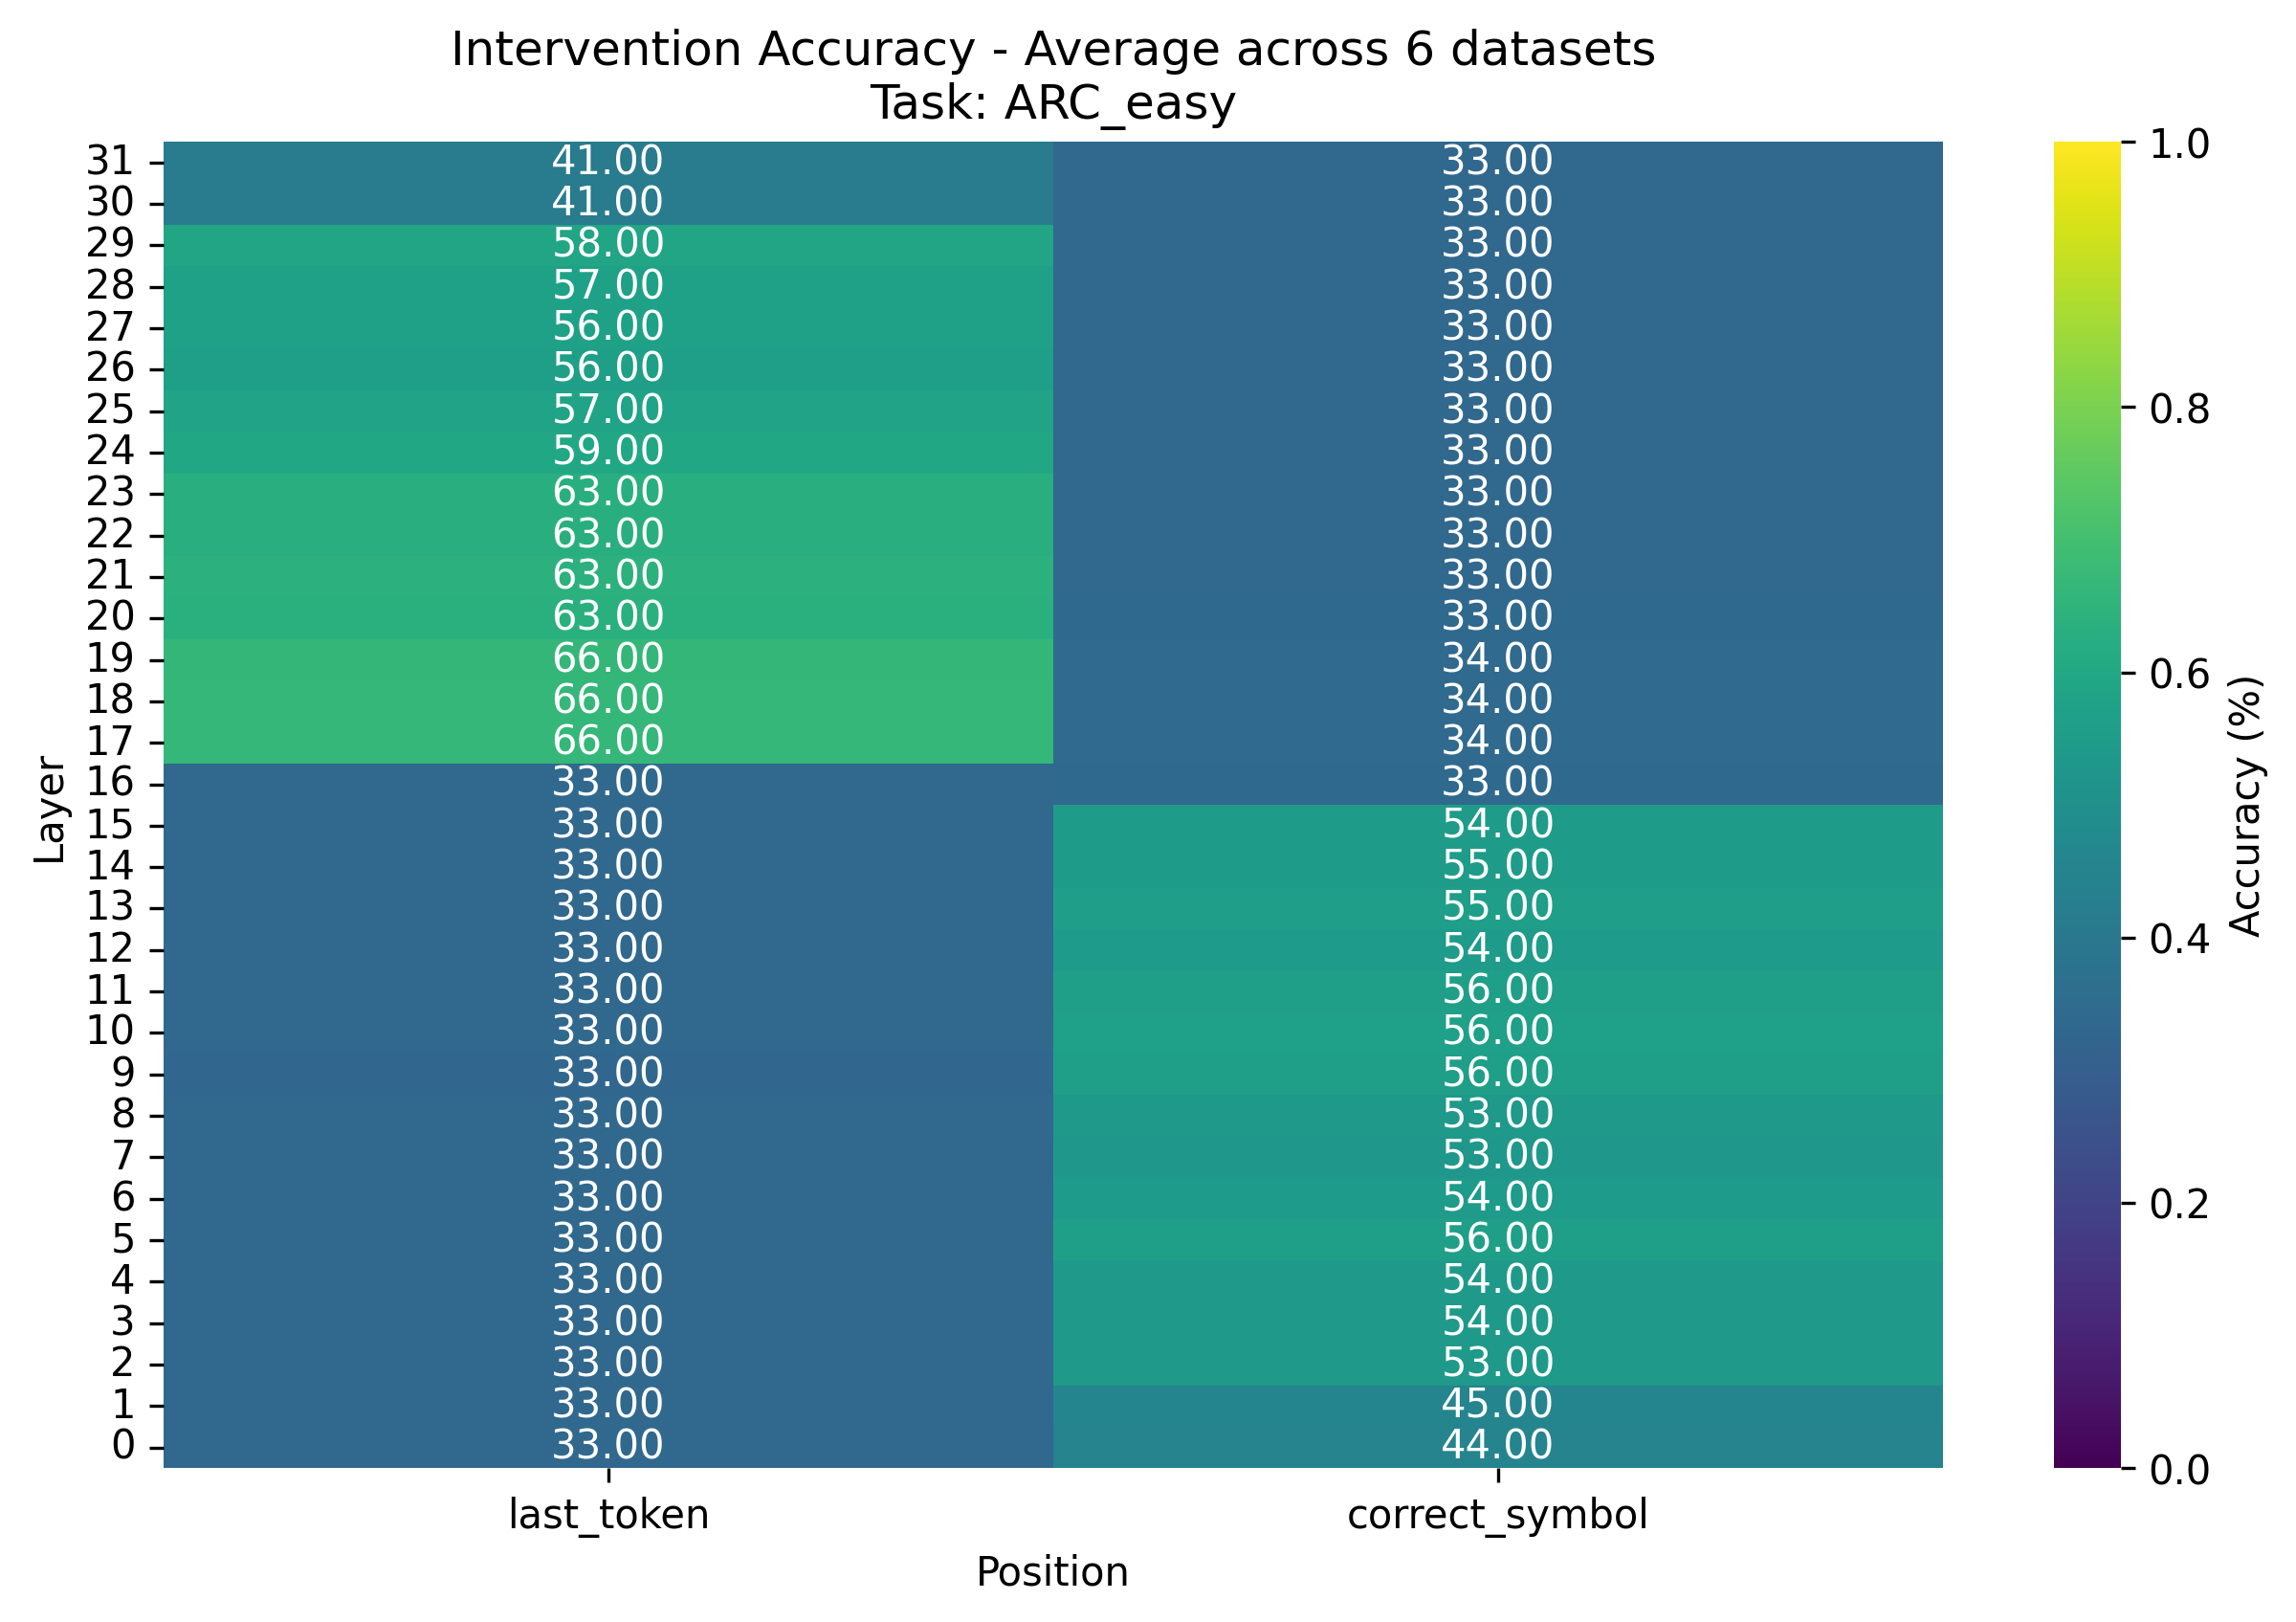 Intervention Accuracy - Average across 6 datasets
Task: ARC_easy
31 41.00 33.00
30 41.00 33.00
29 58.00 33.00
28 57.00 33.00
27 56.00 33.00
26 56.00 33.00
25 57.00 33.00
24 59.00 33.00
23 63.00 33.00
22 63.00 33.00
21 63.00 33.00
20 63.00 33.00
19 66.00 34.00
18 66.00 34.00
17 66.00 34.00
16 33.00 33.00
15 33.00 54.00
14 33.00 55.00
13 33.00 55.00
12 33.00 54.00
11 33.00 56.00
10 33.00 56.00
9 33.00 56.00
8 33.00 53.00
7 33.00 53.00
6 33.00 54.00
5 33.00 56.00
4 33.00 54.00
3 33.00 54.00
2 33.00 53.00
1 33.00 45.00
0 33.00 44.00
last_token correct_symbol
Position
Layer
1.0
0.8
0.6
0.4
0.2
0.0
Accuracy (%)